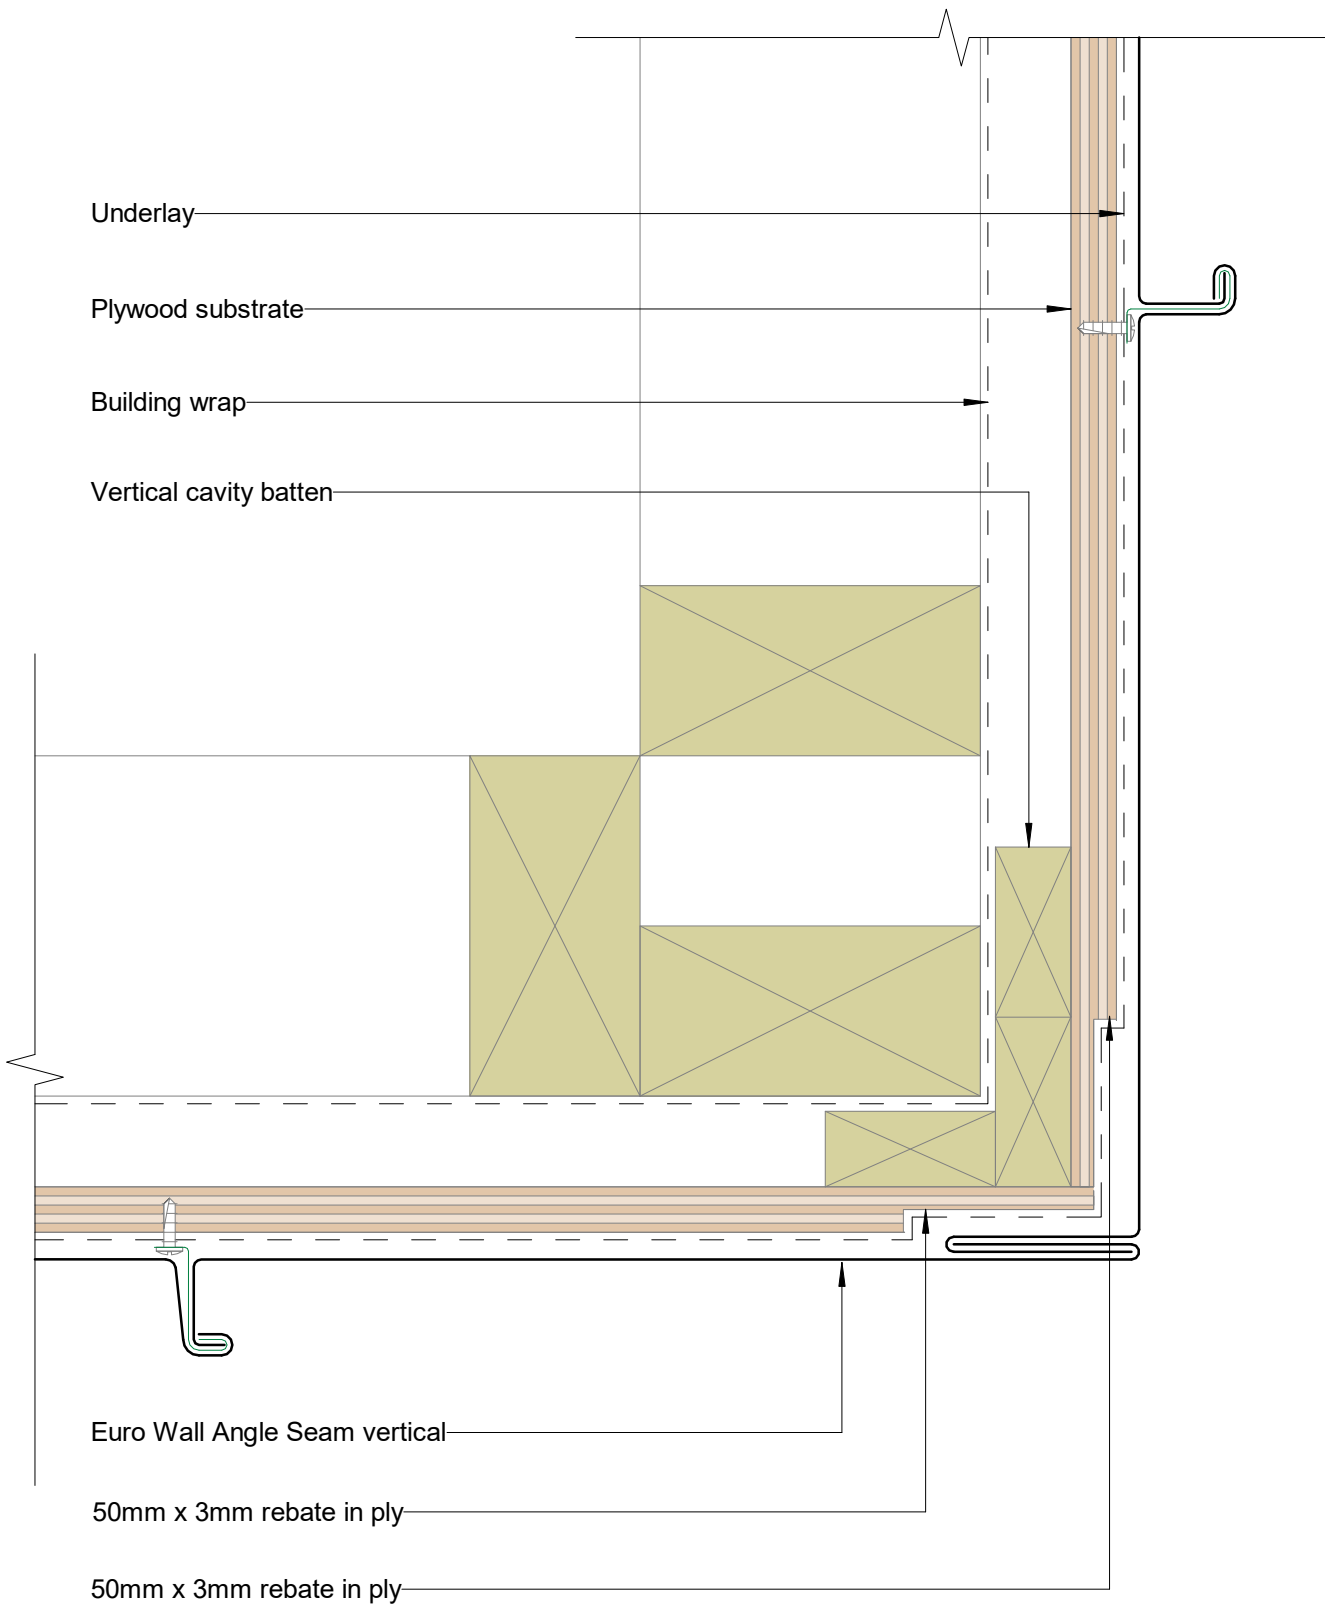 Underlay
Plywood substrate
Building wrap
Vertical cavity batten
Euro Wall Angle Seam vertical
50mm x 3mm rebate in ply
50mm x 3mm rebate in ply